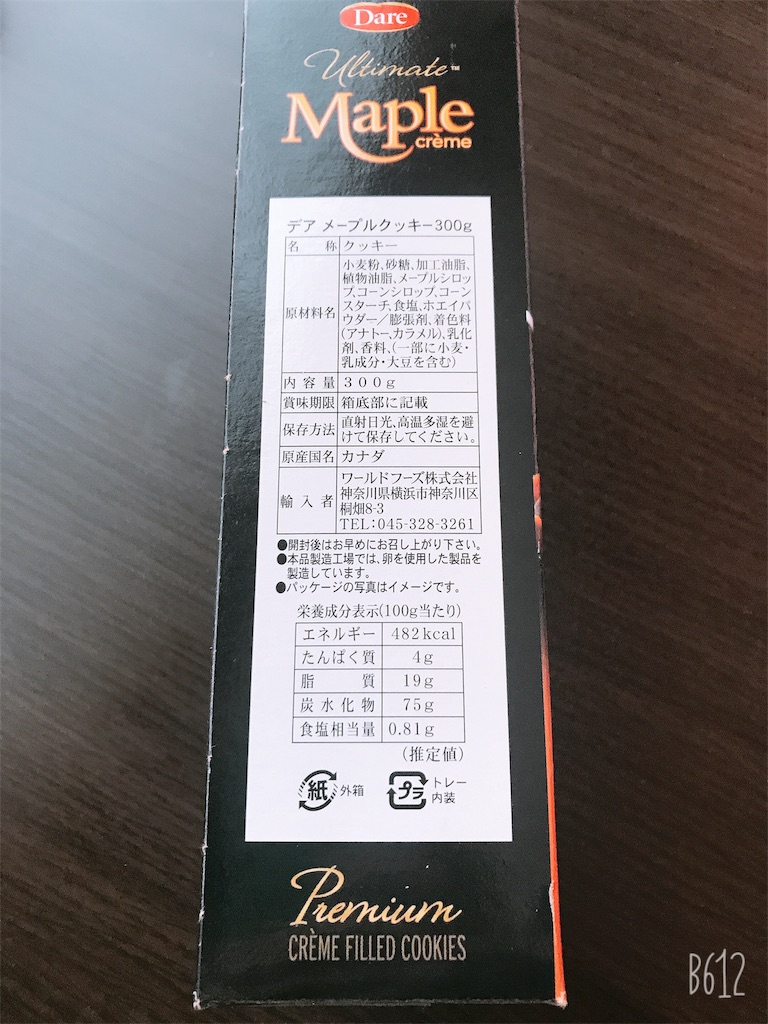 Dare
Ultimate™
Maple
crème
デア メープルクッキー300g
名 称 クッキー
原材料名 小麦粉、砂糖、加工油脂、
植物油脂、メープルシロッ
プ、コーンシロップ、コーン
スターチ、食塩、ホエイパ
ウダー／膨張剤、着色料
(アナトー、カラメル)、乳化
剤、香料、(一部に小麦・
乳成分・大豆を含む)
内容量 300g
賞味期限 箱底部に記載
保存方法 直射日光、高温多湿を避
けて保存してください。
原産国名 カナダ
輸入者 ワールドフーズ株式会社
神奈川県横浜市神奈川区
桐畑8-3
TEL:045-328-3261
●開封後はお早めにお召し上がり下さい。
●本品製造工場では、卵を使用した製品を
製造しています。
●パッケージの写真はイメージです。
栄養成分表示(100g当たり)
エネルギー 482kcal
たんぱく質 4g
脂 質 19g
炭水化物 75g
食塩相当量 0.81g
(推定値)
紙 外箱 プラ トレー
内装
Premium
CRÈME FILLED COOKIES
B612